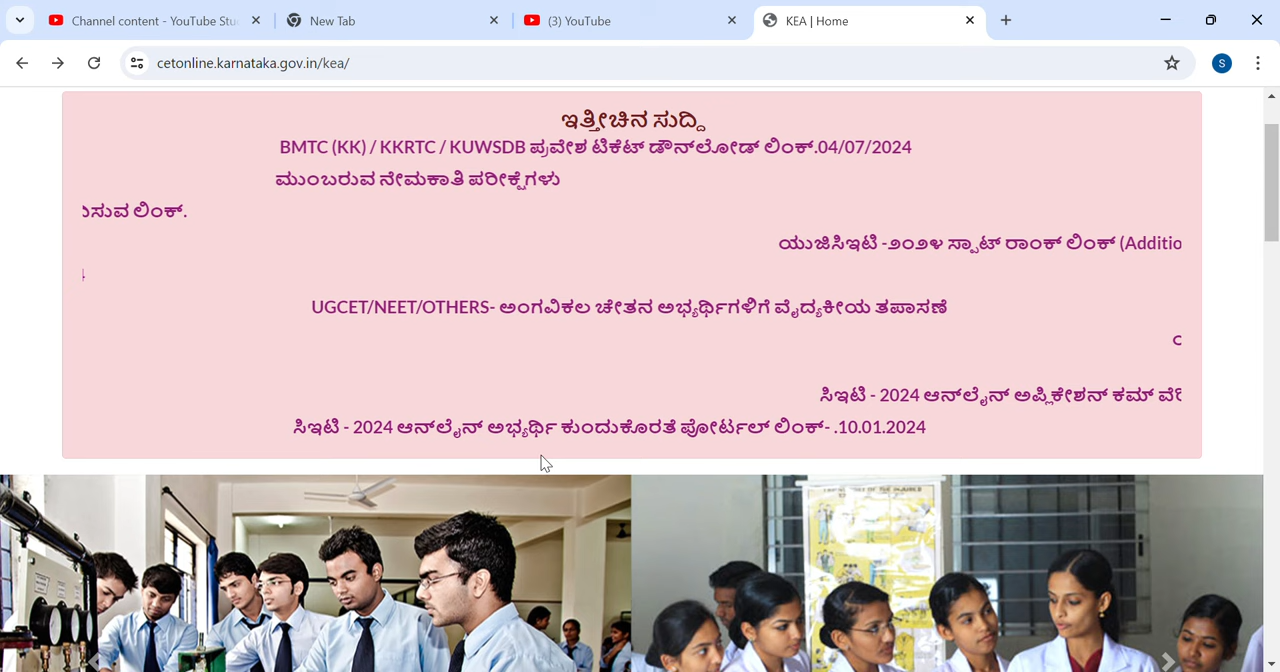 Channel content - YouTube Stu
New Tab
(3) YouTube
KEA | Home
cetonline.karnataka.gov.in/kea/
S
ಇತ್ತೀಚಿನ ಸುದ್ದಿ
BMTC (KK) / KKRTC / KUWSDB ಪ್ರವೇಶ ಟಿಕೆಟ್ ಡೌನ್‌ಲೋಡ್ ಲಿಂಕ್.04/07/2024
ಮುಂಬರುವ ನೇಮಕಾತಿ ಪರೀಕ್ಷೆಗಳು
ಸುವ ಲಿಂಕ್.
ಯುಜಿಸಿಇಟಿ -೨೦೨೪ ಸ್ಪಾಟ್ ರಾಂಕ್ ಲಿಂಕ್ (Additio
UGCET/NEET/OTHERS- ಅಂಗವಿಕಲ ಚೇತನ ಅಭ್ಯರ್ಥಿಗಳಿಗೆ ವೈದ್ಯಕೀಯ ತಪಾಸಣೆ
ಸಿಇಟಿ - 2024 ಆನ್‌ಲೈನ್ ಅಪ್ಲಿಕೇಶನ್ ಕಮ್ ವೆರಿ
ಸಿಇಟಿ - 2024 ಆನ್‌ಲೈನ್ ಅಭ್ಯರ್ಥಿ ಕುಂದುಕೊರತೆ ಪೋರ್ಟಲ್ ಲಿಂಕ್- .10.01.2024